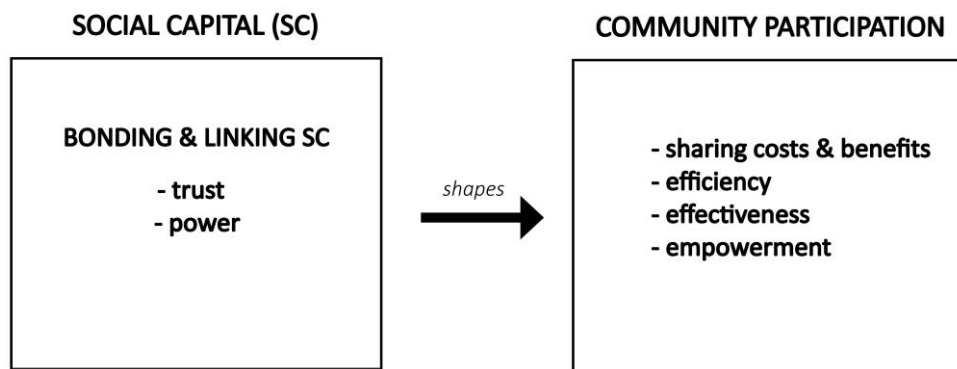 SOCIAL CAPITAL (SC)
BONDING & LINKING SC
- trust
- power
shapes
COMMUNITY PARTICIPATION
- sharing costs & benefits
- efficiency
- effectiveness
- empowerment